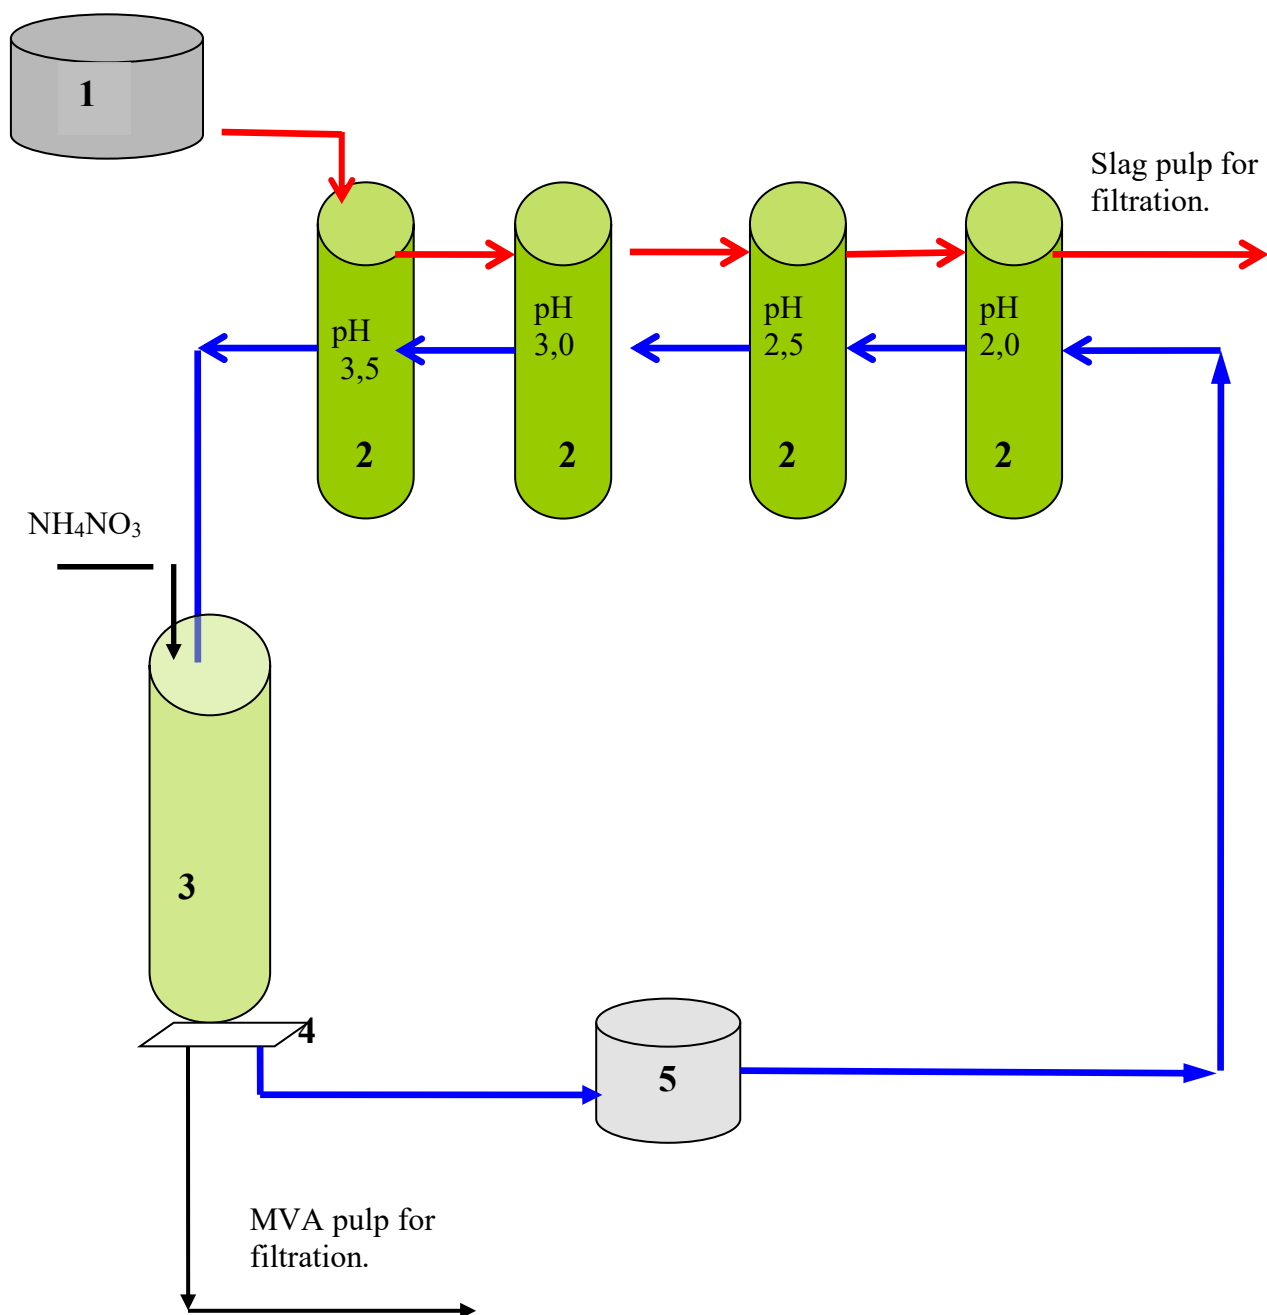 1
Slag pulp for
filtration.
pH
3,5
pH
3,0
pH
2,5
pH
2,0
2
2
2
2
NH₄NO₃
3
4
5
MVA pulp for
filtration.